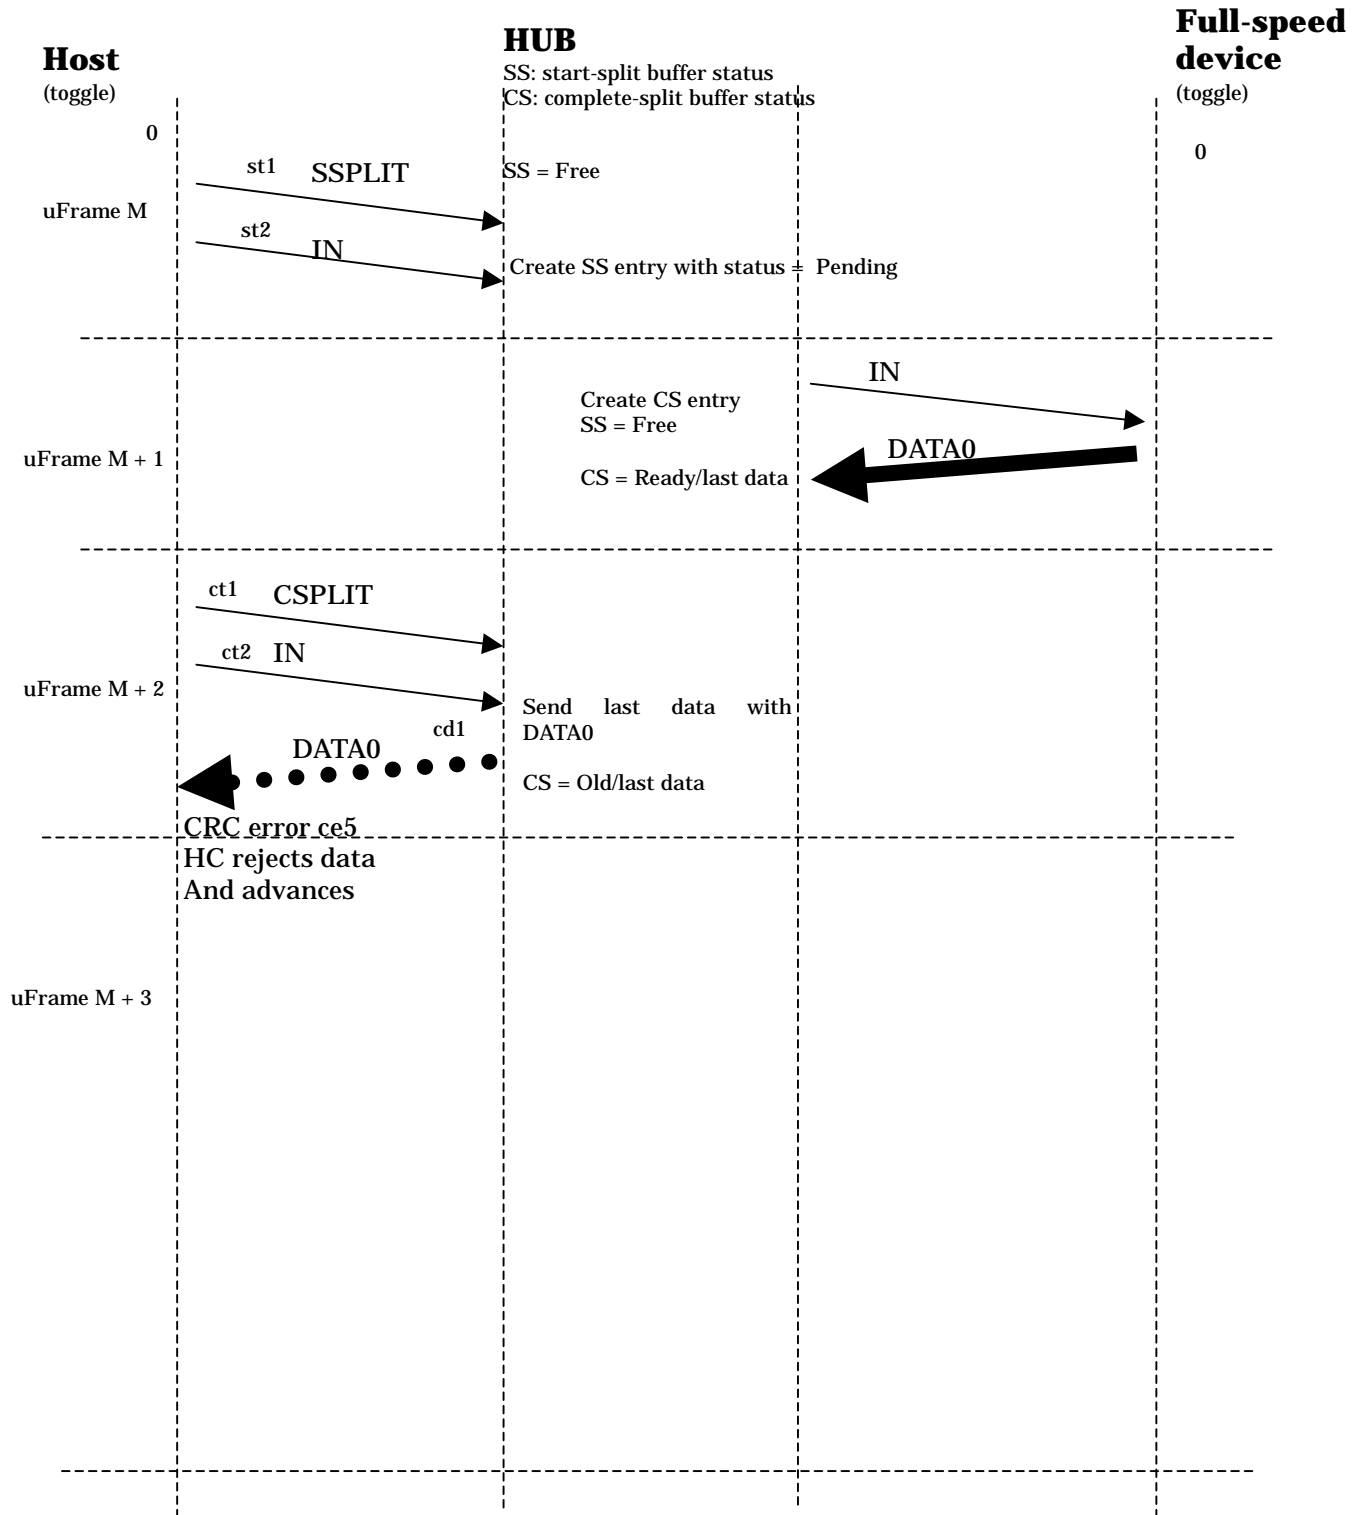 Host
(toggle)
HUB
SS: start-split buffer status
CS: complete-split buffer status
Full-speed
device
(toggle)
0
0
st1 SSPLIT
SS = Free
uFrame M
st2 IN
Create SS entry with status = Pending
IN
Create CS entry
SS = Free
DATA0
uFrame M + 1
CS = Ready/last data
ct1 CSPLIT
ct2 IN
uFrame M + 2
Send last data with
DATA0
cd1
DATA0
CS = Old/last data
CRC error ce5
HC rejects data
And advances
uFrame M + 3